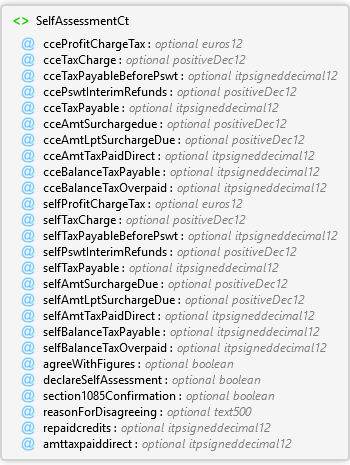 <> SelfAssessmentCt
@ cceProfitChargeTax : optional euros12
@ cceTaxCharge : optional positiveDec12
@ cceTaxPayableBeforePswt : optional itpsigneddecimal12
@ ccePswtInterimRefunds : optional positiveDec12
@ cceTaxPayable : optional itpsigneddecimal12
@ cceAmtSurchargedue : optional positiveDec12
@ cceAmtLptSurchargeDue : optional positiveDec12
@ cceAmtTaxPaidDirect : optional itpsigneddecimal12
@ cceBalanceTaxPayable : optional itpsigneddecimal12
@ cceBalanceTaxOverpaid : optional itpsigneddecimal12
@ selfProfitChargeTax : optional euros12
@ selfTaxCharge : optional positiveDec12
@ selfTaxPayableBeforePswt : optional itpsigneddecimal12
@ selfPswtInterimRefunds : optional positiveDec12
@ selfTaxPayable : optional itpsigneddecimal12
@ selfAmtSurchargeDue : optional positiveDec12
@ selfAmtLptSurchargeDue : optional positiveDec12
@ selfAmtTaxPaidDirect : optional itpsigneddecimal12
@ selfBalanceTaxPayable : optional itpsigneddecimal12
@ selfBalanceTaxOverpaid : optional itpsigneddecimal12
@ agreeWithFigures : optional boolean
@ declareSelfAssessment : optional boolean
@ section1085Confirmation : optional boolean
@ reasonForDisagreeing : optional text500
@ repaidcredits : optional itpsigneddecimal12
@ amttaxpaiddirect : optional itpsigneddecimal12